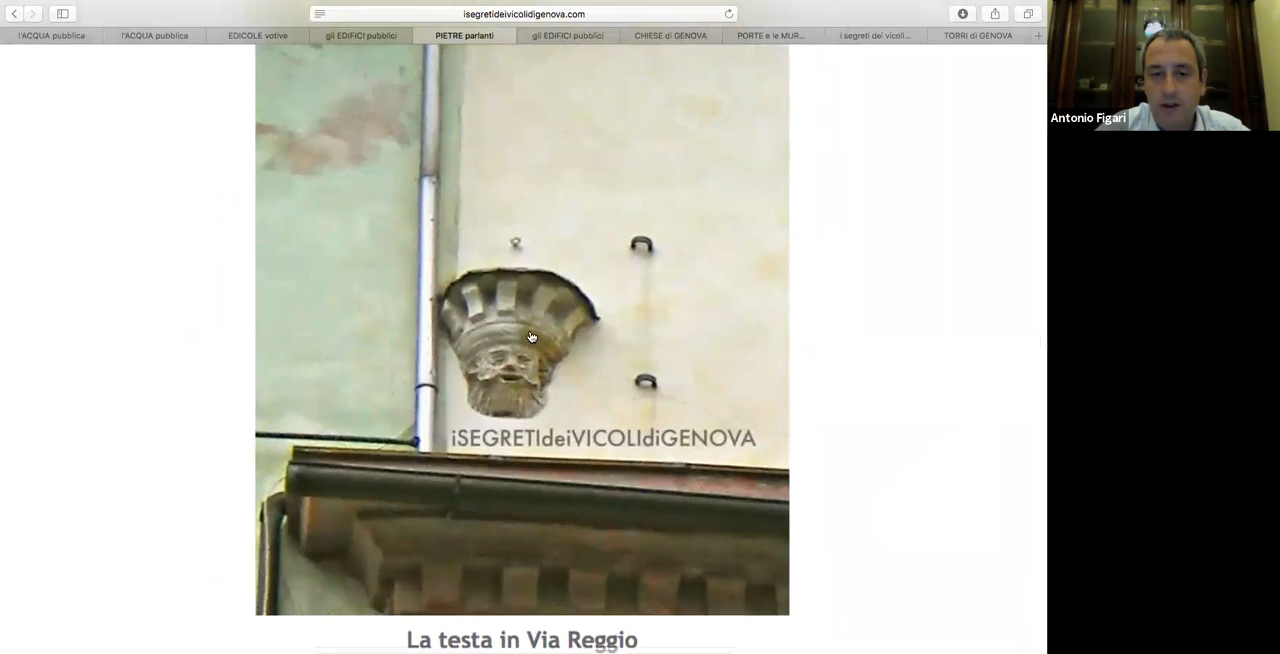 isegretideivicolidigenova.com
l'ACQUA pubblica
l'ACQUA pubblica
EDICOLE votive
gli EDIFICI pubblici
PIETRE parlanti
gli EDIFICI pubblici
CHIESE di GENOVA
PORTE e le MUR...
i segreti dei vicoli...
TORRI di GENOVA
Antonio Figari
iSEGRETIdeiVICOLIdiGENOVA
La testa in Via Reggio